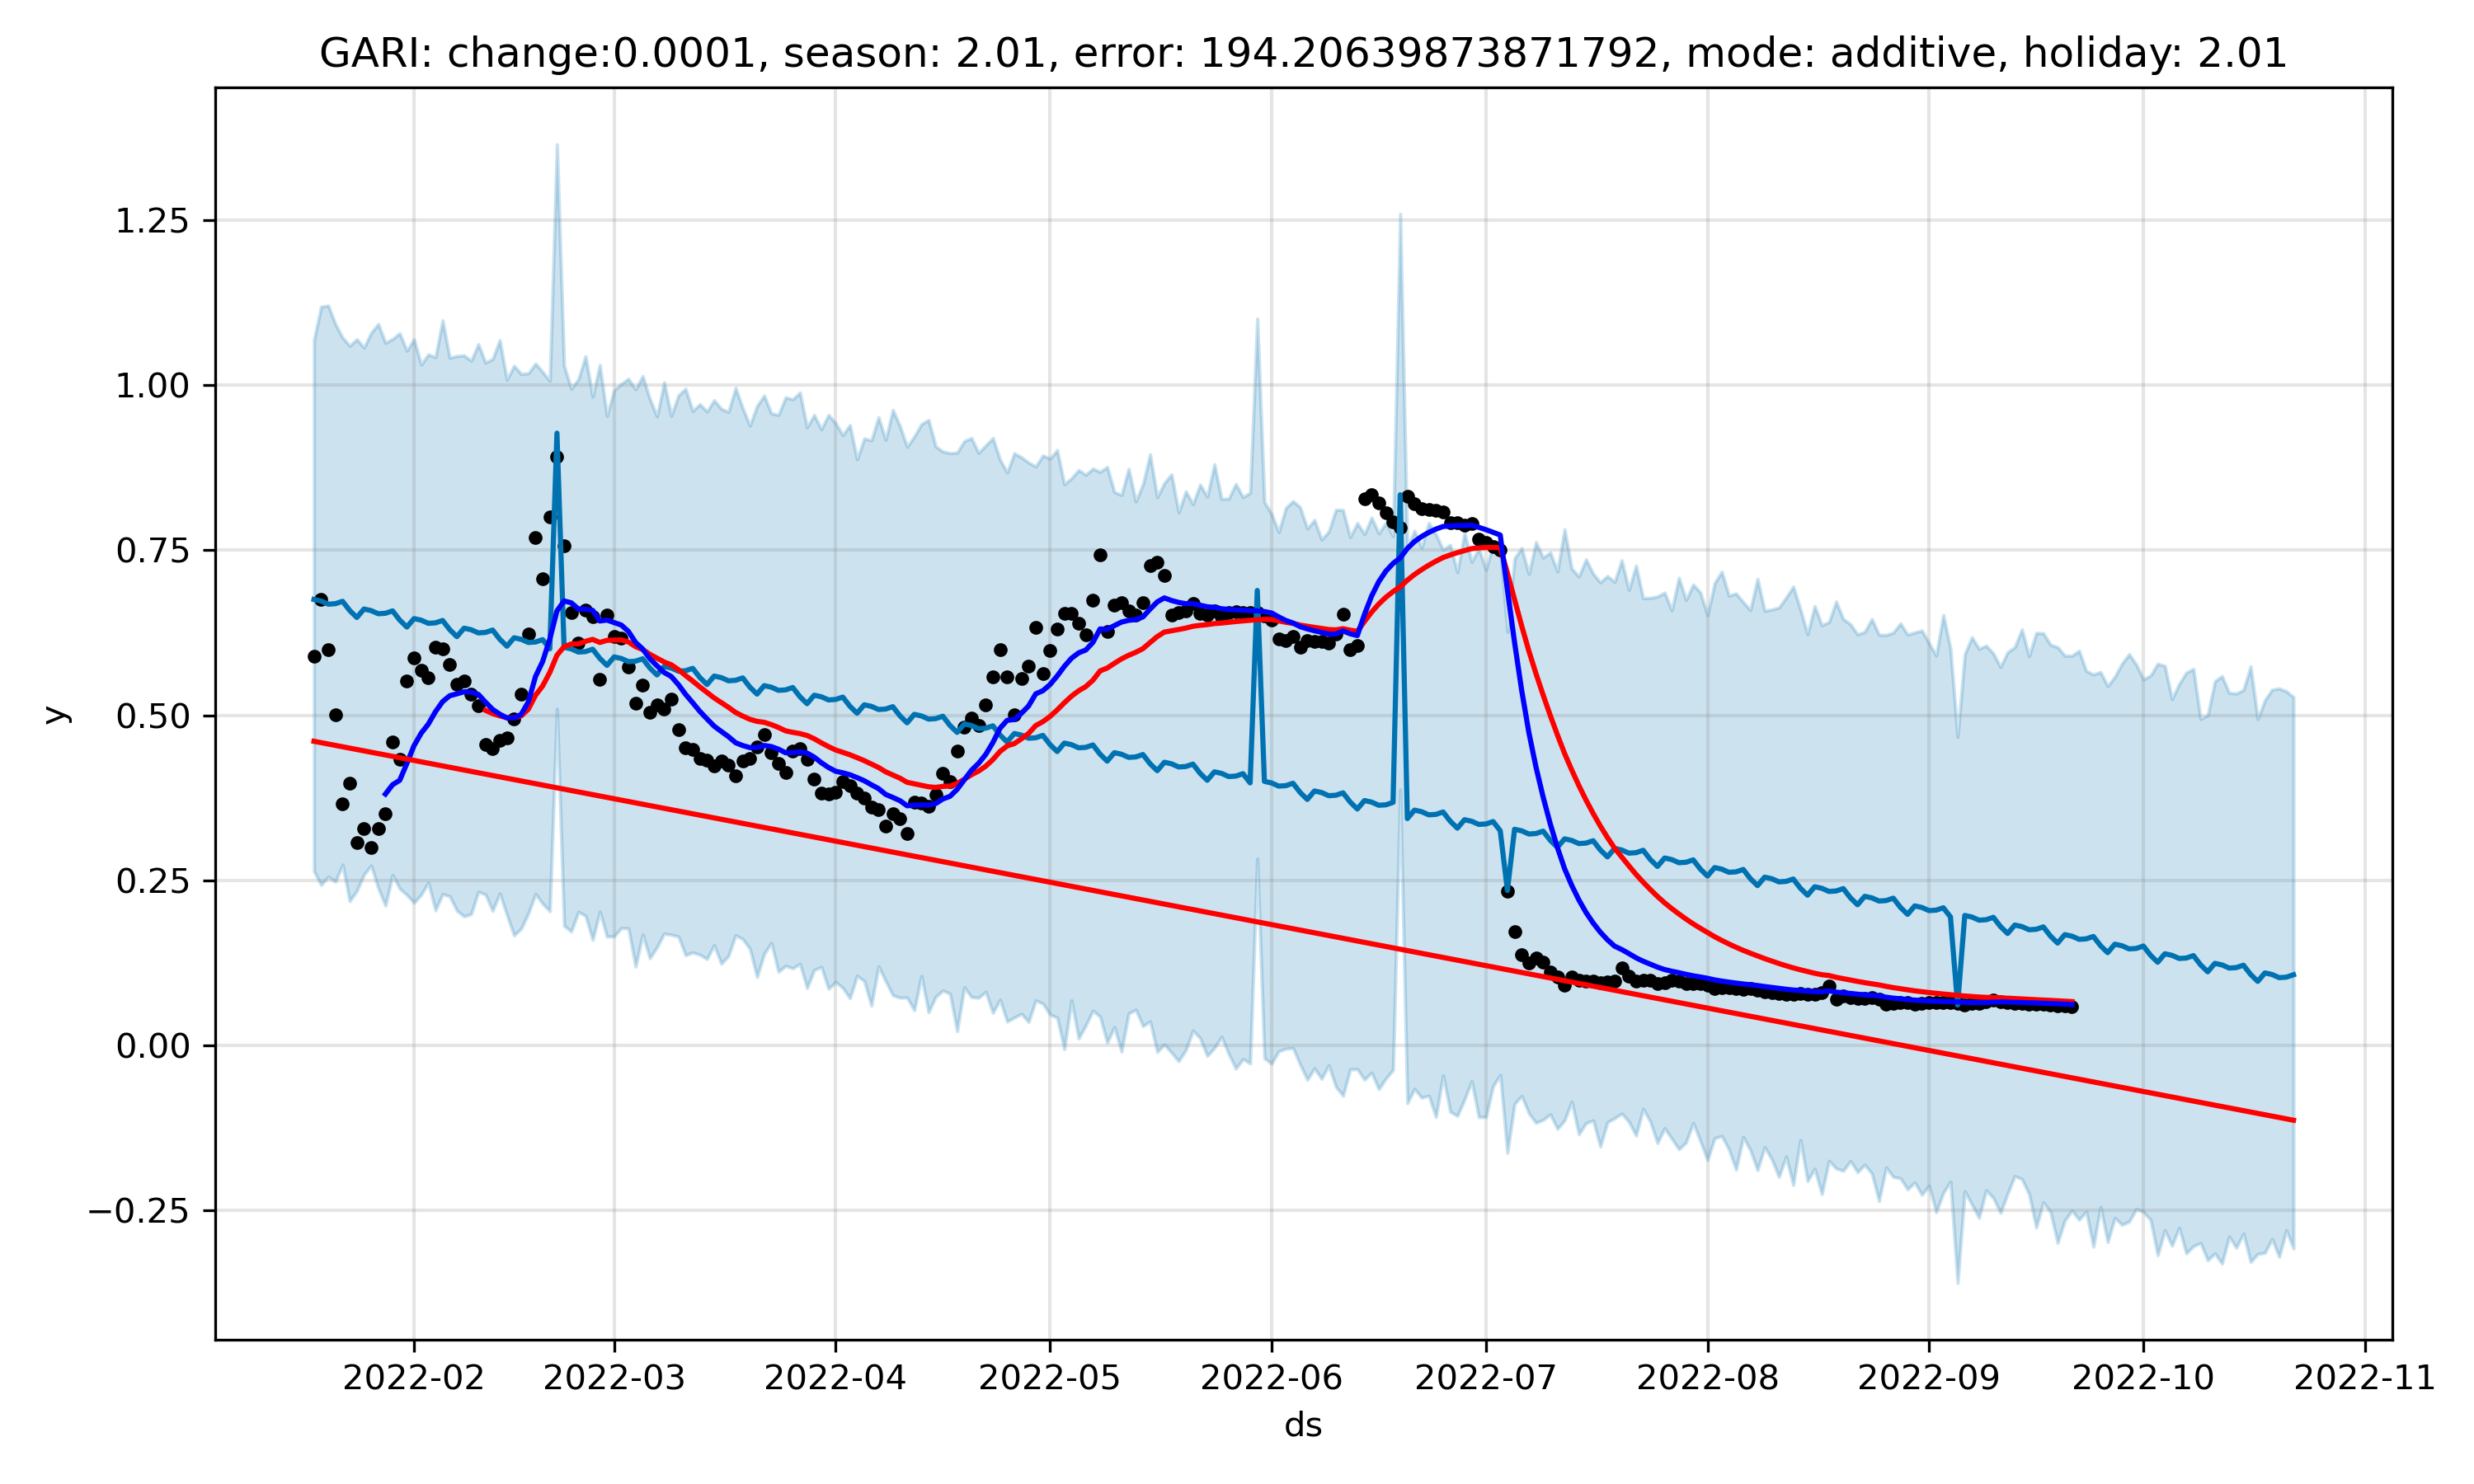 GARI: change:0.0001, season: 2.01, error: 194.20639873871792, mode: additive, holiday: 2.01
1.25
1.00
0.75
0.50
0.25
0.00
−0.25
y
2022-02 2022-03 2022-04 2022-05 2022-06 2022-07 2022-08 2022-09 2022-10 2022-11
ds